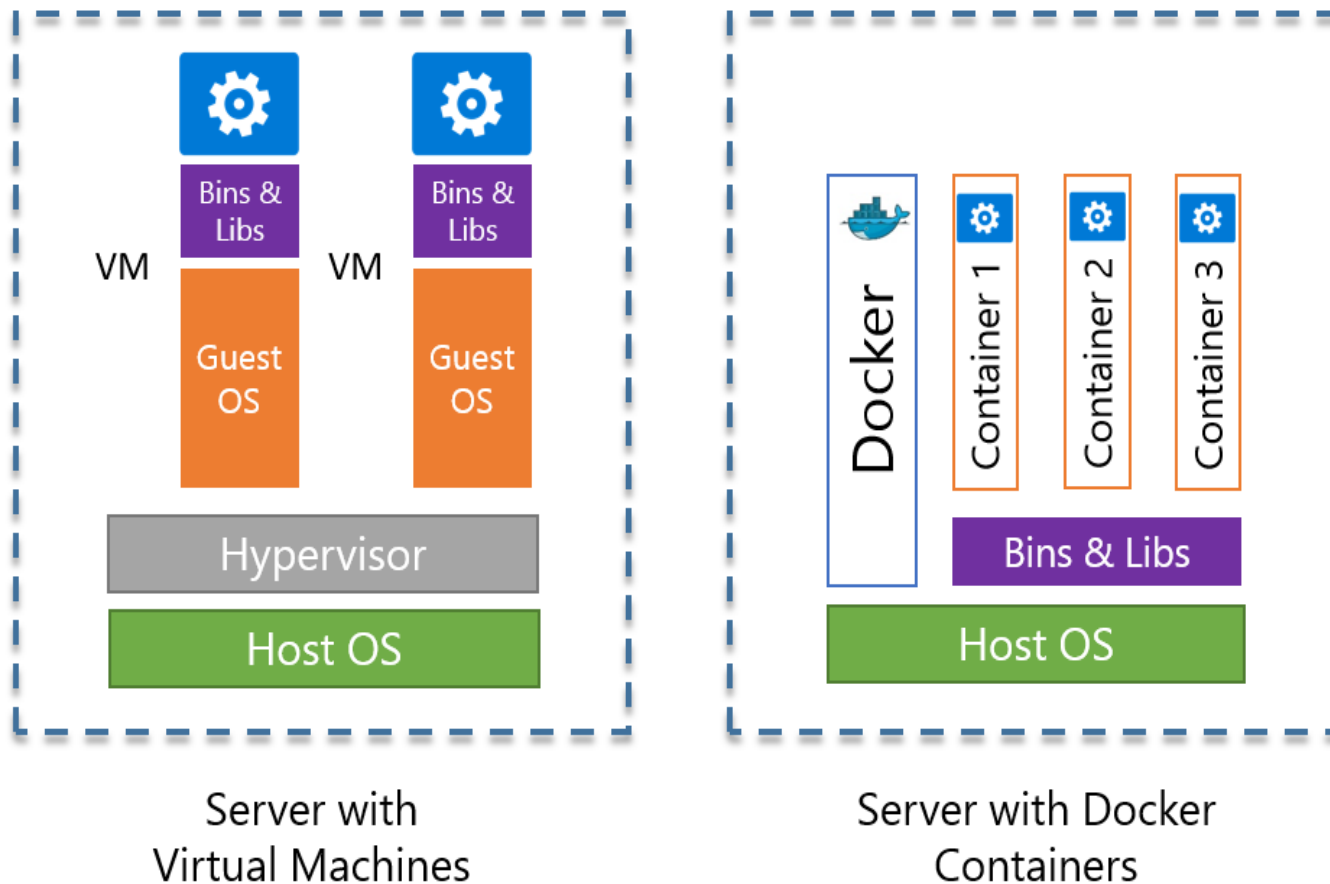 Bins &
Libs
VM
Guest
OS
Bins &
Libs
VM
Guest
OS
Hypervisor
Host OS
Server with
Virtual Machines
Docker
Container 1
Container 2
Container 3
Bins & Libs
Host OS
Server with Docker
Containers